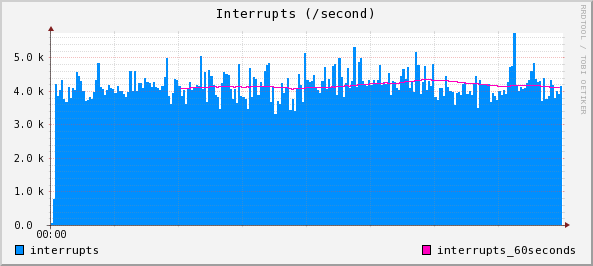 Interrupts (/second)
RRDTOOL / TOBI OETIKER
5.0 k
4.0 k
3.0 k
2.0 k
1.0 k
0.0
00:00
interrupts
interrupts_60seconds